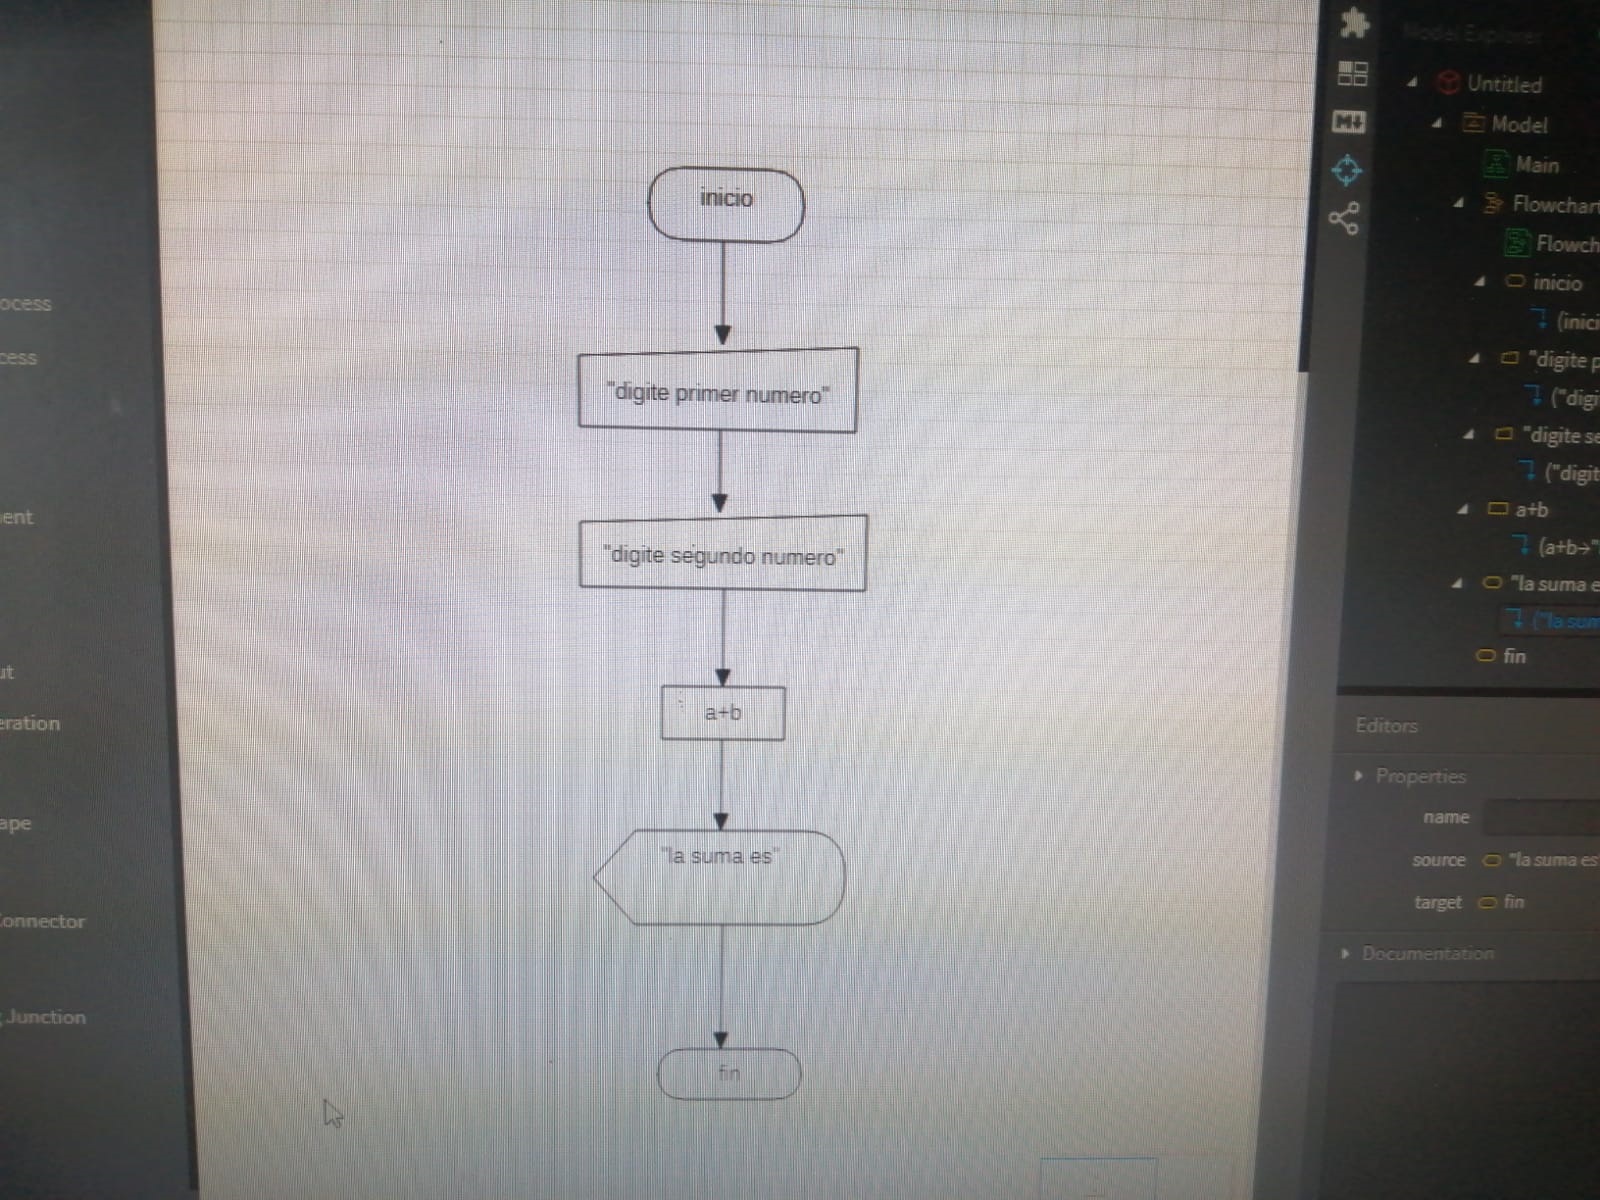 inicio
"digite primer numero"
"digite segundo numero"
a+b
"la suma es"
fin
ocess
cess
ent
ut
eration
ape
Connector
Junction
Model Explorer
Untitled
Model
Main
Flowchart
Flowch
inicio
(inici
"digite p
("digi
"digite se
("digit
a+b
(a+b→"
"la suma e
("la sum
fin
Editors
Properties
name
source "la suma es
target fin
Documentation